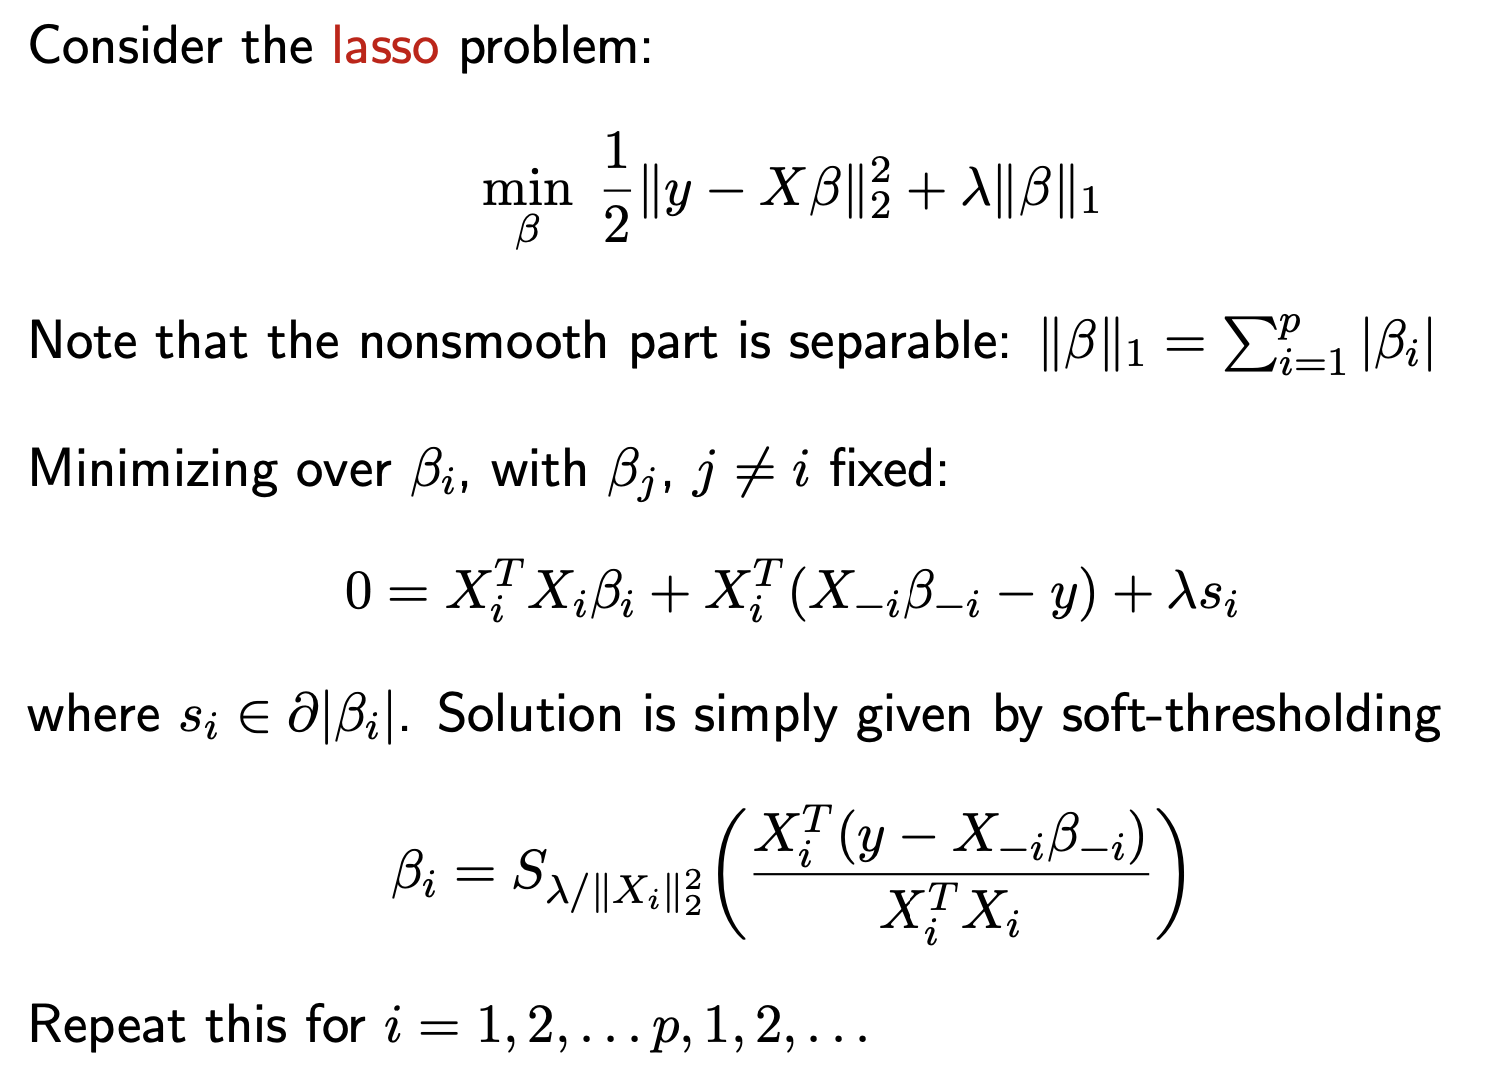 Consider the lasso problem:
$$\min_{\beta} \ \frac{1}{2}\|y - X\beta\|_2^2 + \lambda\|\beta\|_1$$
Note that the nonsmooth part is separable: $\|\beta\|_1 = \sum_{i=1}^p |\beta_i|$
Minimizing over $\beta_i$, with $\beta_j$, $j \neq i$ fixed:
$$0 = X_i^T X_i \beta_i + X_i^T (X_{-i}\beta_{-i} - y) + \lambda s_i$$
where $s_i \in \partial|\beta_i|$. Solution is simply given by soft-thresholding
$$\beta_i = S_{\lambda/\|X_i\|_2^2}\left(\frac{X_i^T (y - X_{-i}\beta_{-i})}{X_i^T X_i}\right)$$
Repeat this for $i = 1, 2, \ldots p, 1, 2, \ldots$